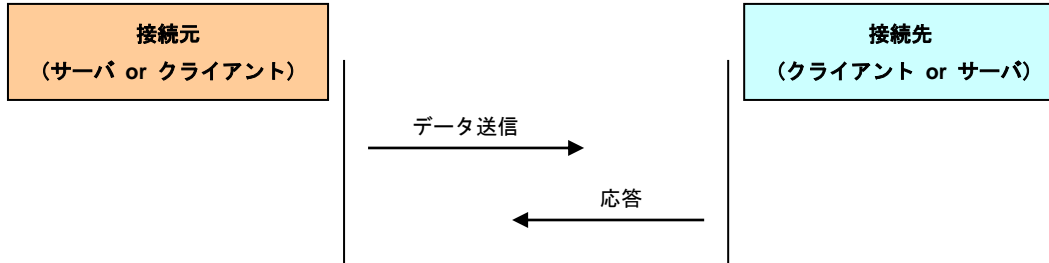 接続元
（サーバ or クライアント）
接続先
（クライアント or サーバ）
データ送信
応答